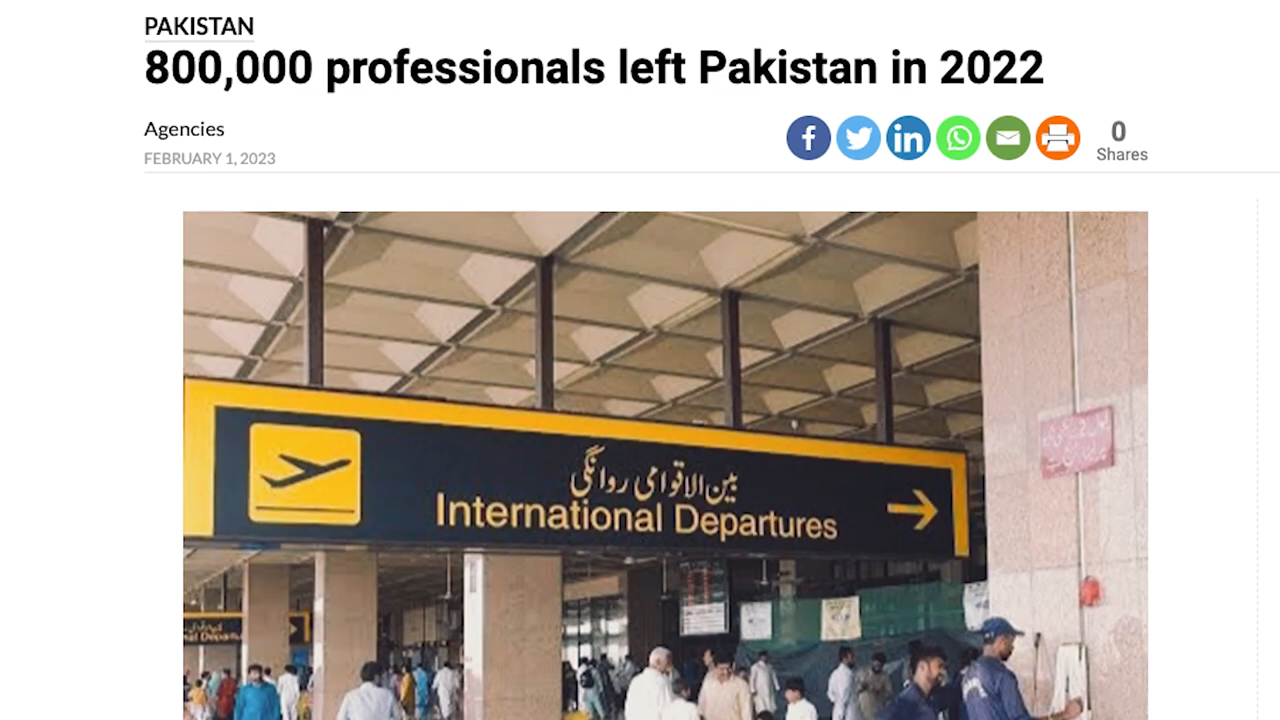 PAKISTAN
800,000 professionals left Pakistan in 2022
Agencies
FEBRUARY 1, 2023
0
Shares
بین الاقوامی روانگی
International Departures